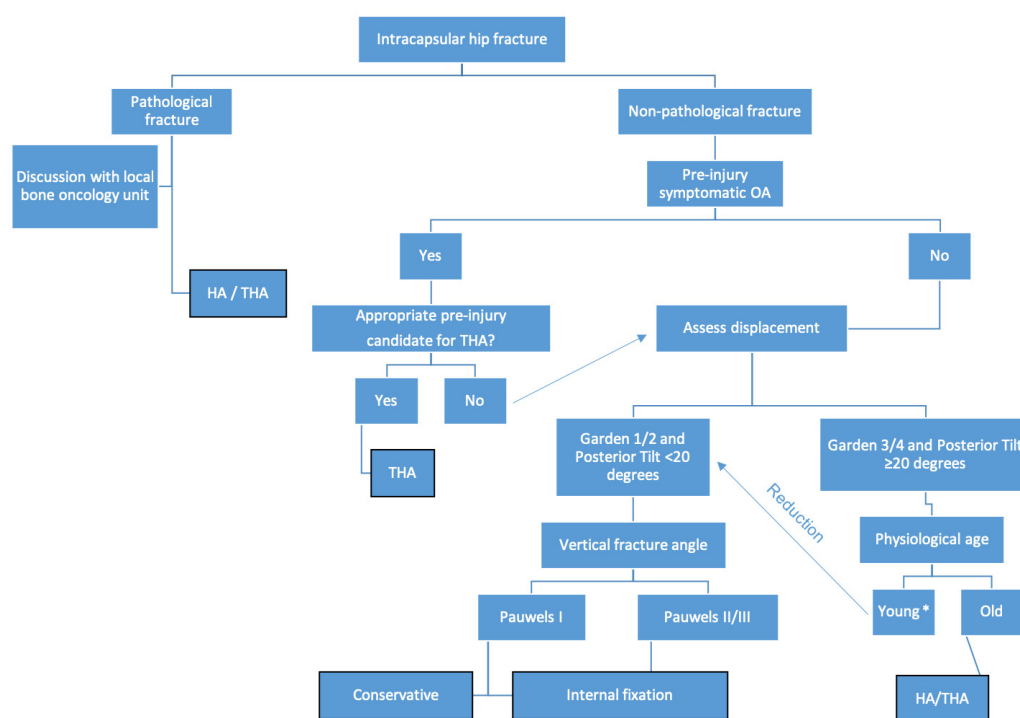 Intracapsular hip fracture
Pathological
fracture
Non-pathological fracture
Discussion with local
bone oncology unit
Pre-injury
symptomatic OA
Yes
No
HA / THA
Appropriate pre-injury
candidate for THA?
Assess displacement
Yes
No
THA
Garden 1/2 and
Posterior Tilt <20
degrees
Garden 3/4 and Posterior Tilt
≥20 degrees
Reduction
Vertical fracture angle
Physiological age
Pauwels I
Pauwels II/III
Young *
Old
Conservative
Internal fixation
HA/THA